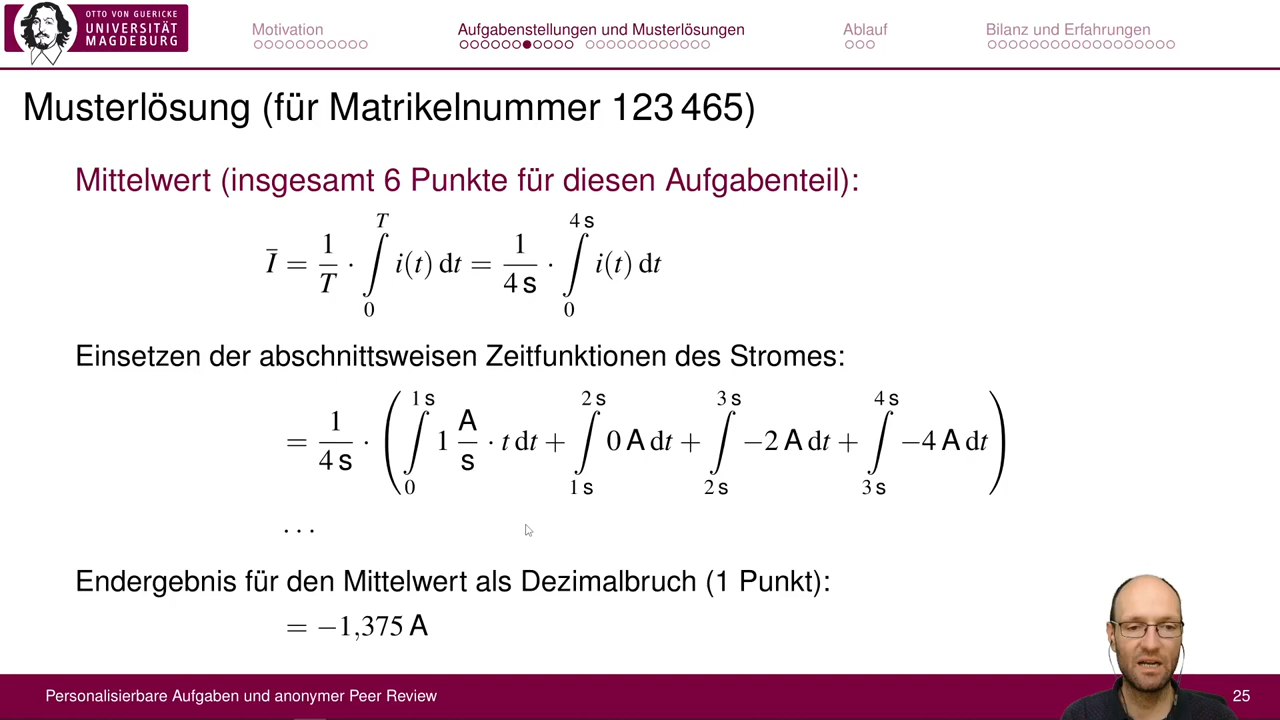 OTTO VON GUERICKE
UNIVERSITÄT
MAGDEBURG
Motivation
Aufgabenstellungen und Musterlösungen
Ablauf
Bilanz und Erfahrungen
Musterlösung (für Matrikelnummer 123 465)
Mittelwert (insgesamt 6 Punkte für diesen Aufgabenteil):
Ī = 1/T · ∫₀ᵀ i(t) dt = 1/(4 s) · ∫₀^(4 s) i(t) dt
Einsetzen der abschnittsweisen Zeitfunktionen des Stromes:
= 1/(4 s) · (∫₀^(1 s) 1 A/s · t dt + ∫_(1 s)^(2 s) 0 A dt + ∫_(2 s)^(3 s) −2 A dt + ∫_(3 s)^(4 s) −4 A dt)
...
Endergebnis für den Mittelwert als Dezimalbruch (1 Punkt):
= −1,375 A
Personalisierbare Aufgaben und anonymer Peer Review
25